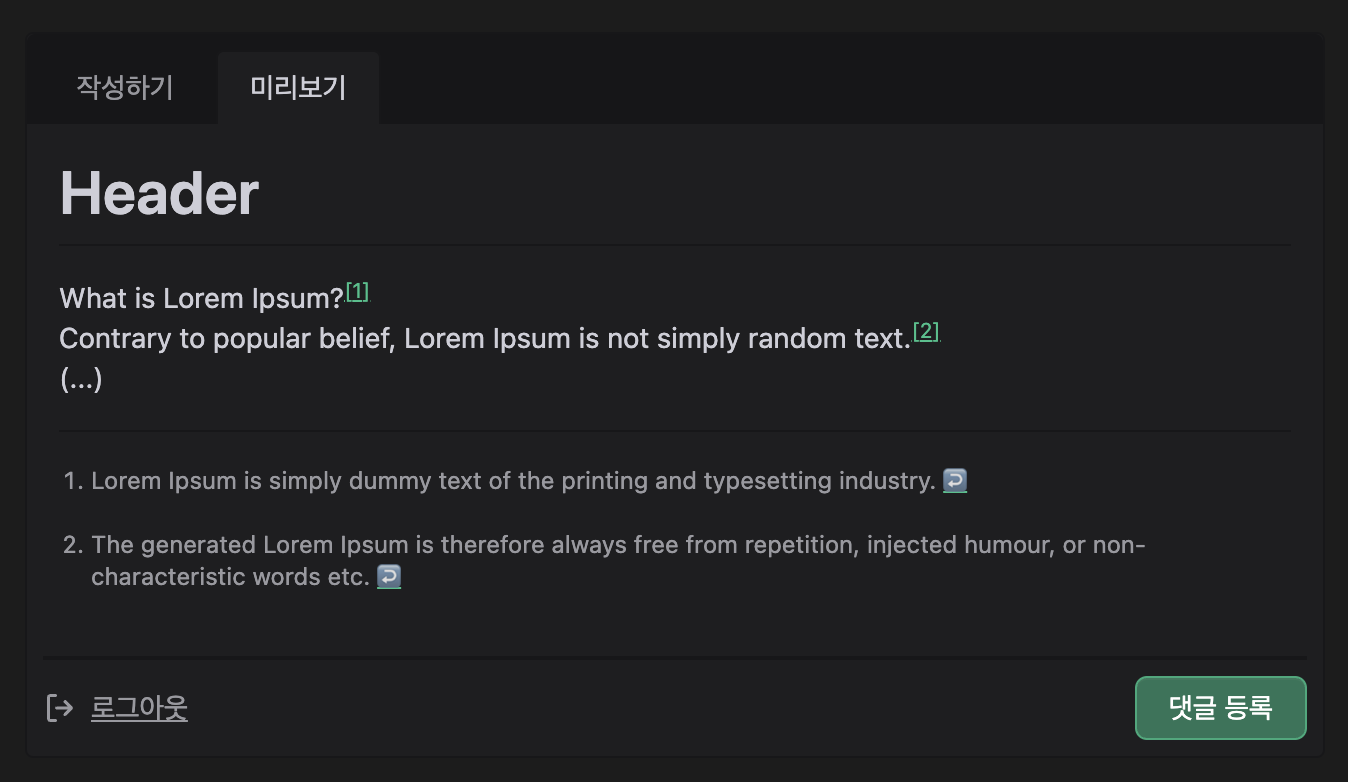 작성하기
미리보기
Header
What is Lorem Ipsum?[1]
Contrary to popular belief, Lorem Ipsum is not simply random text.[2]
(...)
1. Lorem Ipsum is simply dummy text of the printing and typesetting industry. ↩
2. The generated Lorem Ipsum is therefore always free from repetition, injected humour, or non-
characteristic words etc. ↩
로그아웃
댓글 등록